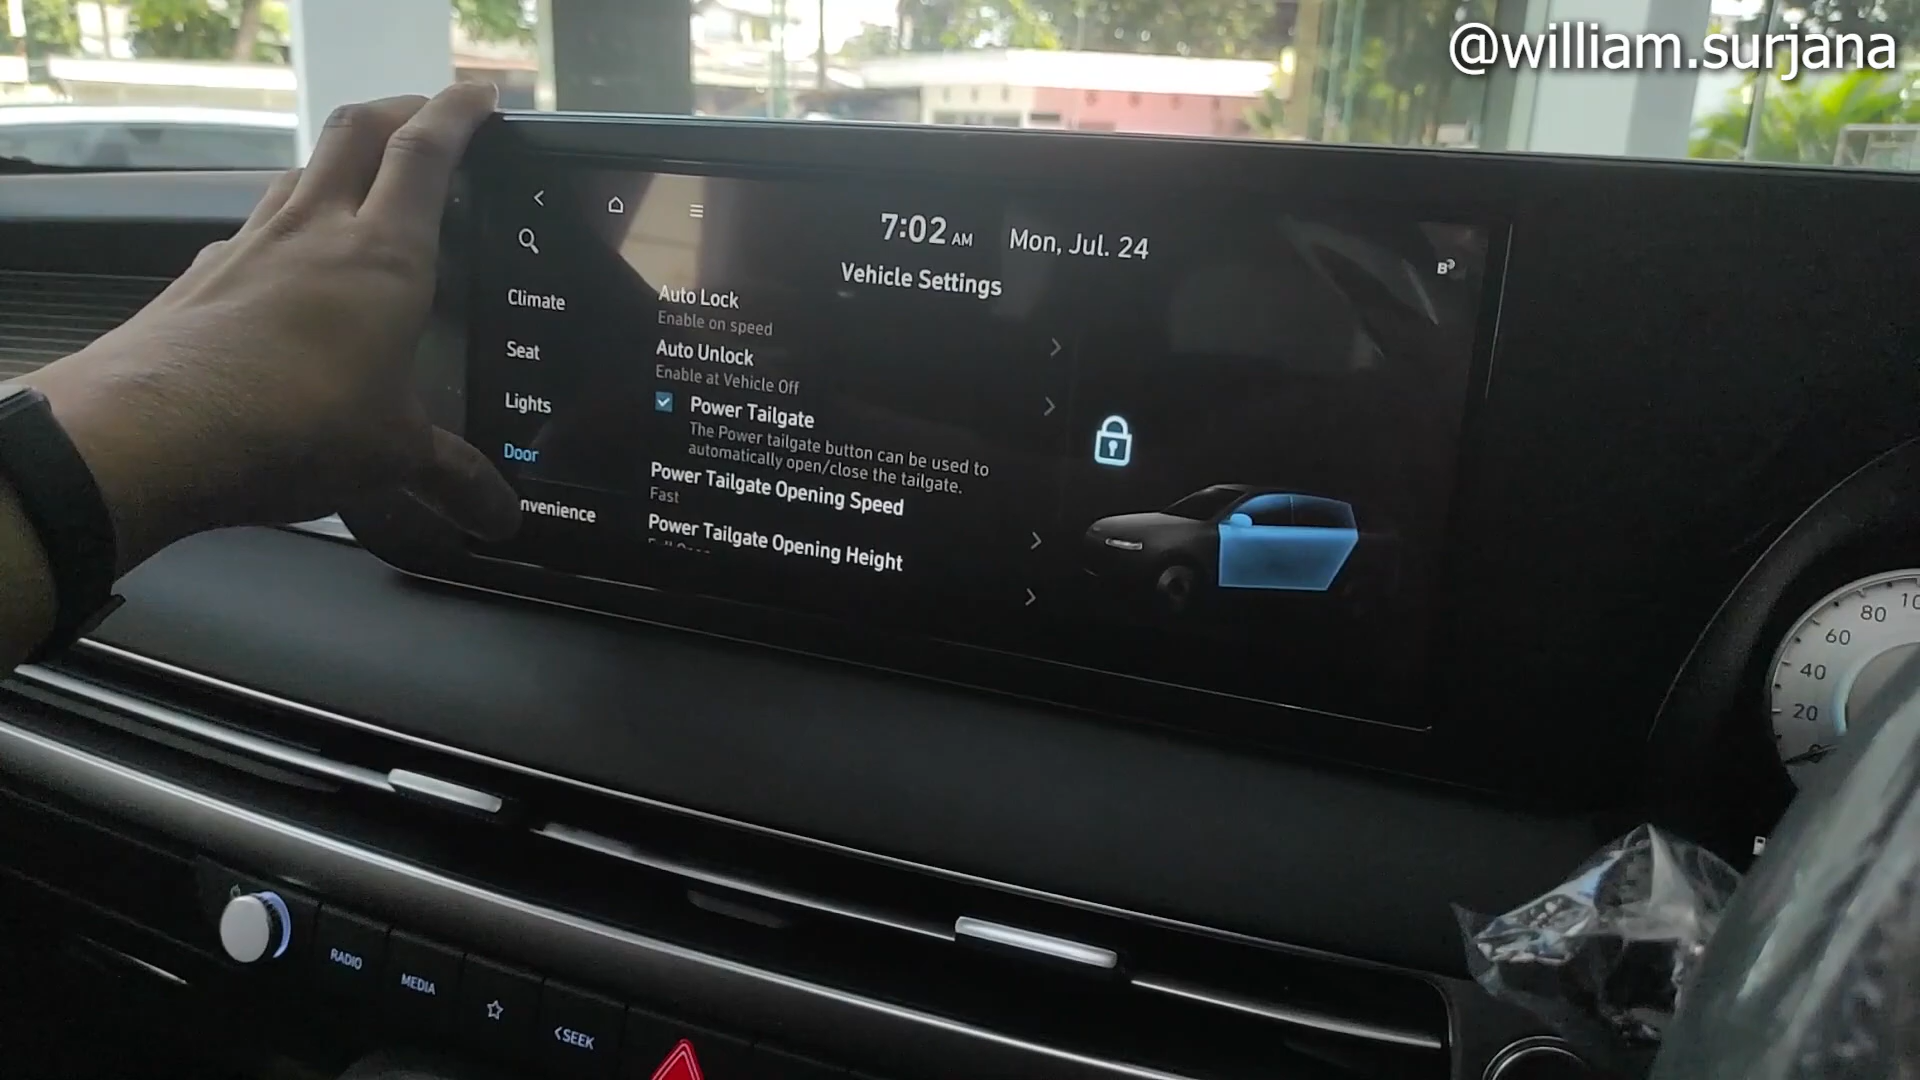 @william.surjana
7:02 AM
Mon, Jul. 24
Vehicle Settings
Climate
Seat
Lights
Door
nvenience
Auto Lock
Enable on speed
Auto Unlock
Enable at Vehicle Off
Power Tailgate
The Power tailgate button can be used to
automatically open/close the tailgate.
Power Tailgate Opening Speed
Fast
Power Tailgate Opening Height
80
60
40
20
0
RADIO
MEDIA
<SEEK